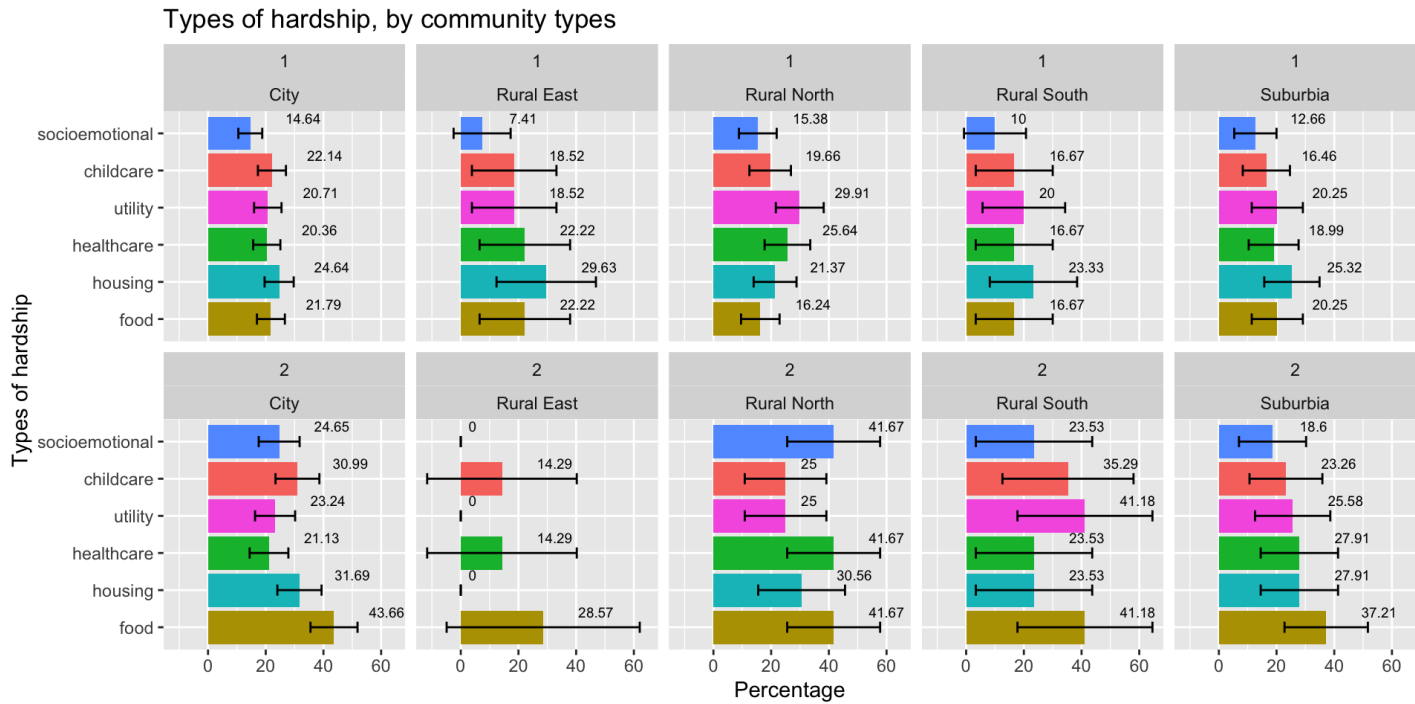 Types of hardship, by community types
1 1 1 1 1
City Rural East Rural North Rural South Suburbia
socioemotional 14.64 7.41 15.38 10 12.66
childcare 22.14 18.52 19.66 16.67 16.46
utility 20.71 18.52 29.91 20 20.25
healthcare 20.36 22.22 25.64 16.67 18.99
housing 24.64 29.63 21.37 23.33 25.32
food 21.79 22.22 16.24 16.67 20.25
2 2 2 2 2
City Rural East Rural North Rural South Suburbia
socioemotional 24.65 0 41.67 23.53 18.6
childcare 30.99 14.29 25 35.29 23.26
utility 23.24 0 25 41.18 25.58
healthcare 21.13 14.29 41.67 23.53 27.91
housing 31.69 0 30.56 23.53 27.91
food 43.66 28.57 41.67 41.18 37.21
0 20 40 60 0 20 40 60 0 20 40 60 0 20 40 60 0 20 40 60
Percentage
Types of hardship